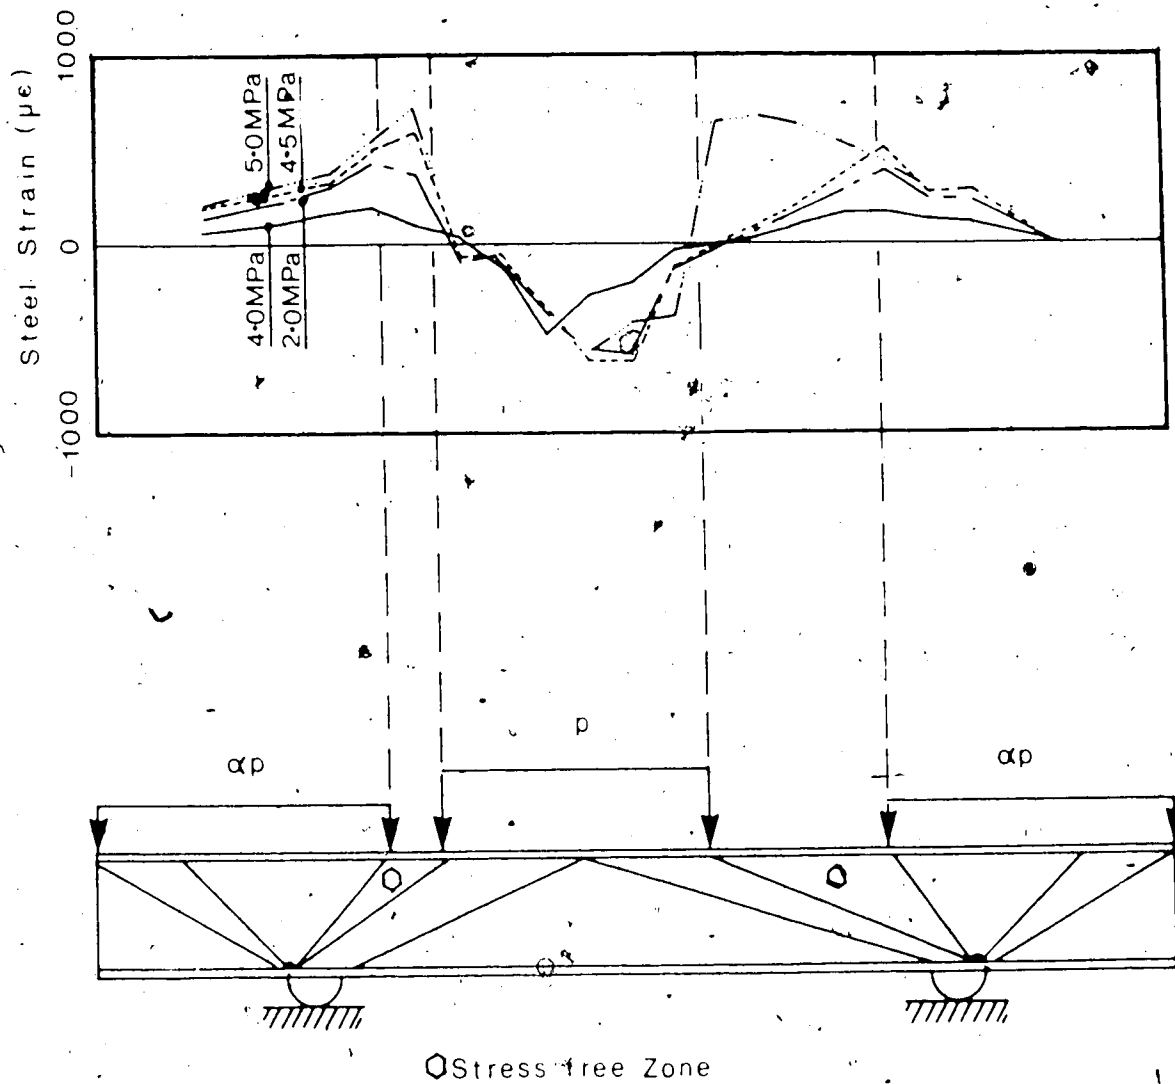 1000
0
-1000
Steel Strain (µε)
5·0MPa
4·5MPa
4·0MPa
2·0MPa
c
αp
p
αp
Stress free Zone